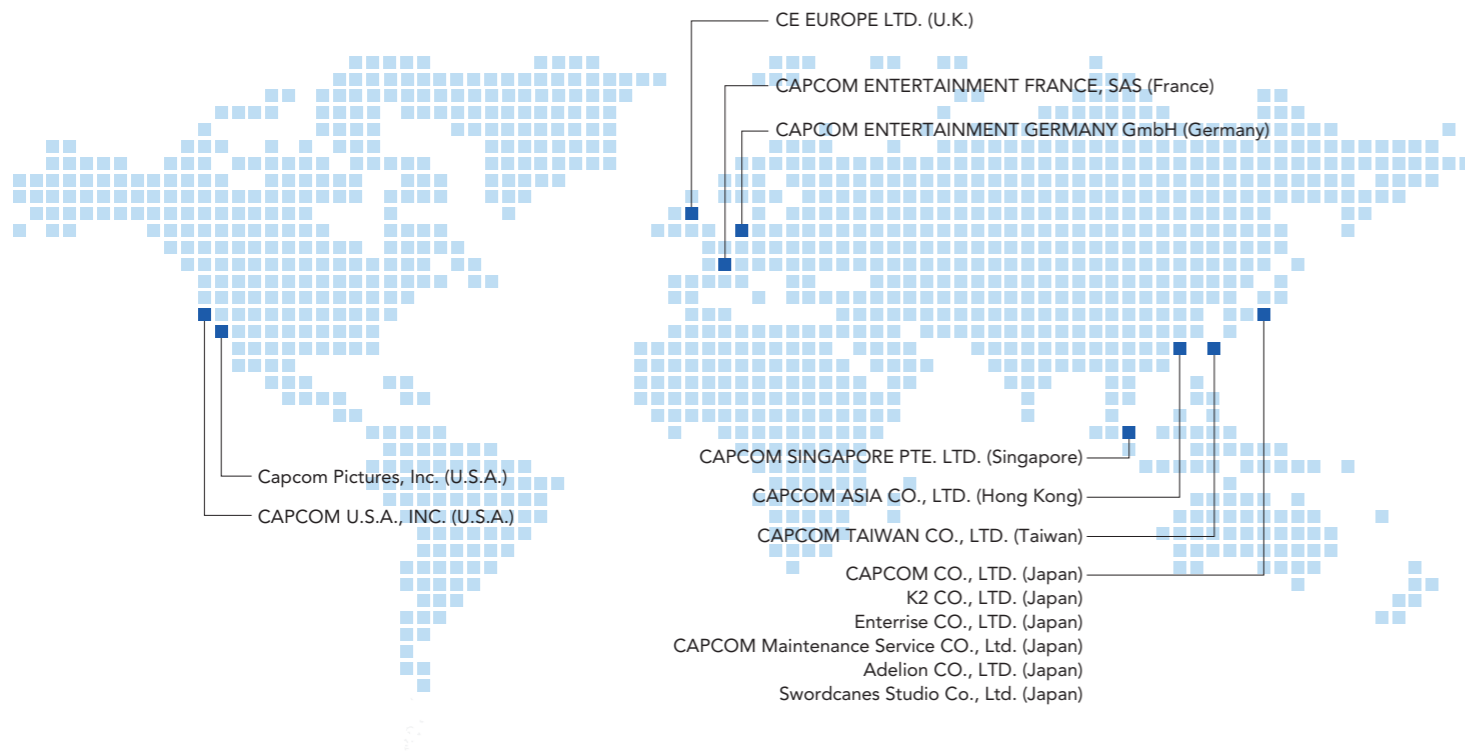 CE EUROPE LTD. (U.K.)
CAPCOM ENTERTAINMENT FRANCE, SAS (France)
CAPCOM ENTERTAINMENT GERMANY GmbH (Germany)
Capcom Pictures, Inc. (U.S.A.)
CAPCOM U.S.A., INC. (U.S.A.)
CAPCOM SINGAPORE PTE. LTD. (Singapore)
CAPCOM ASIA CO., LTD. (Hong Kong)
CAPCOM TAIWAN CO., LTD. (Taiwan)
CAPCOM CO., LTD. (Japan)
K2 CO., LTD. (Japan)
Enterrise CO., LTD. (Japan)
CAPCOM Maintenance Service CO., Ltd. (Japan)
Adelion CO., LTD. (Japan)
Swordcanes Studio Co., Ltd. (Japan)